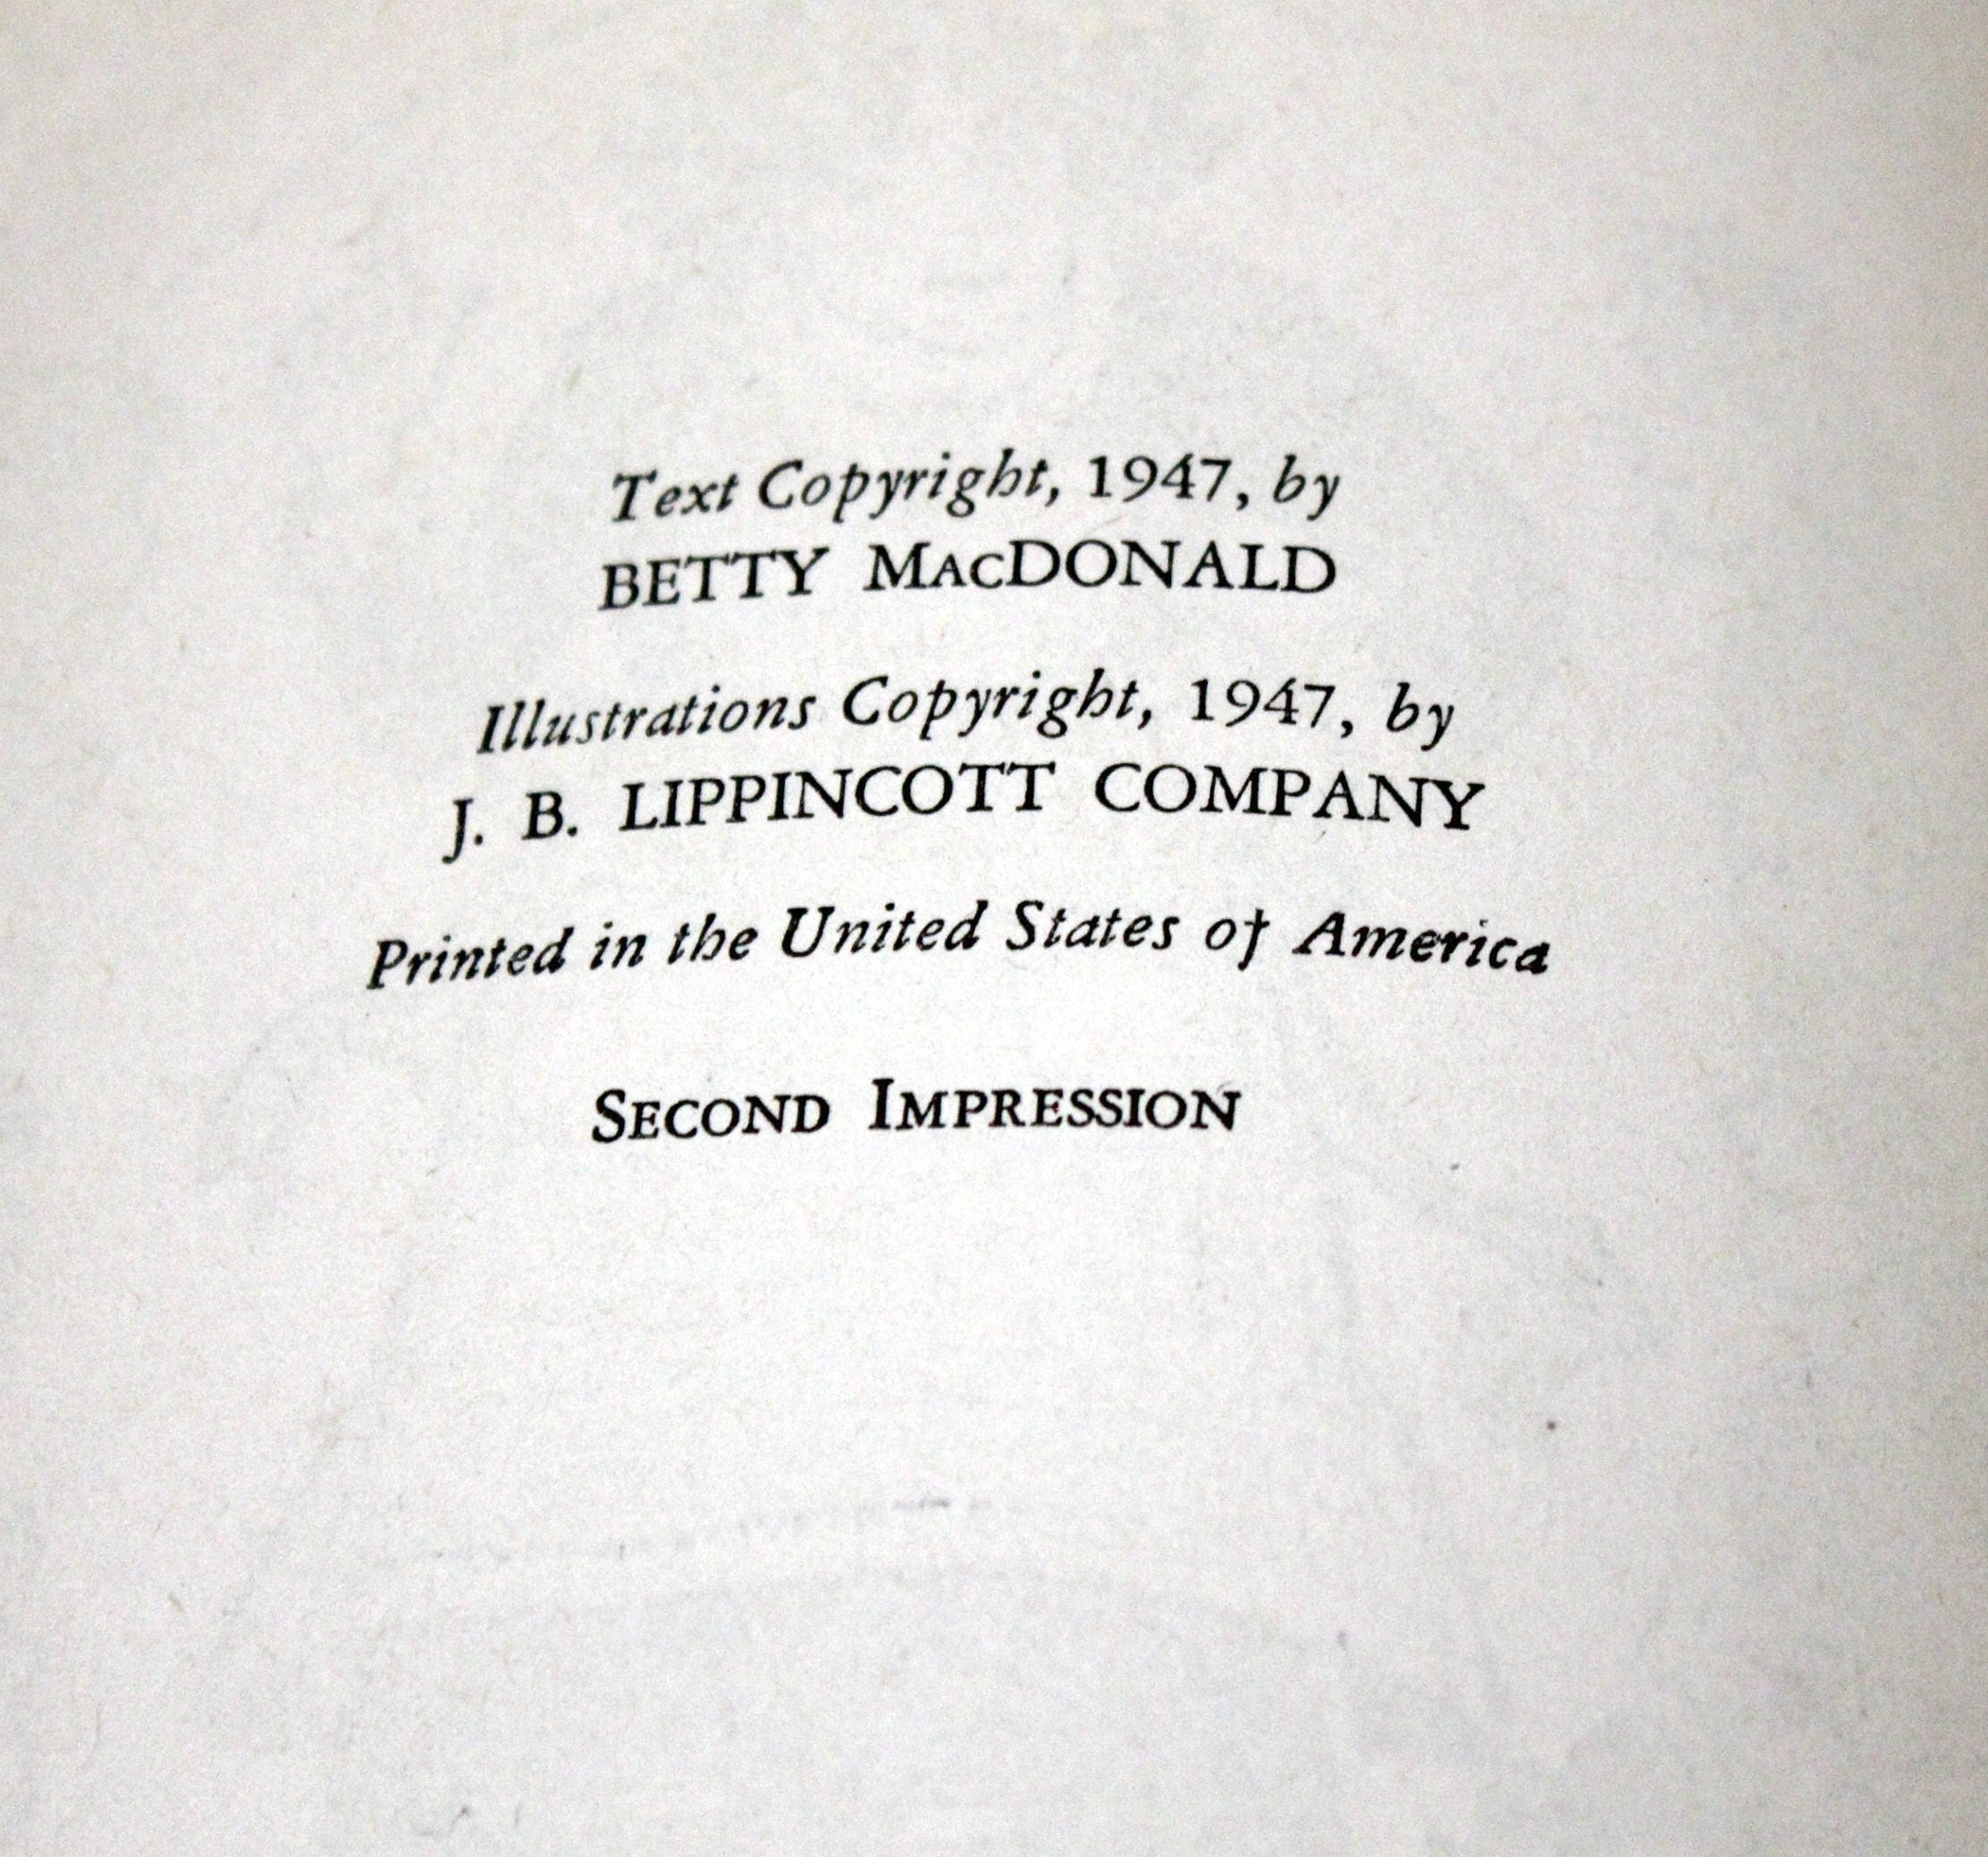 Text Copyright, 1947, by
BETTY MacDONALD
Illustrations Copyright, 1947, by
J. B. LIPPINCOTT COMPANY
Printed in the United States of America
Second Impression